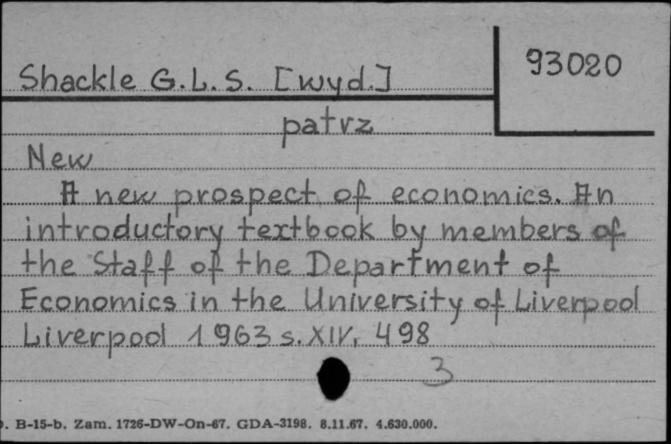 93020
Shackle G.L.S. [wyd.]
patrz
New
A new prospect of economics. An
introductory textbook by members of
the Staff of the Department of
Economics in the University of Liverpool
Liverpool 1963 s. XIV, 498
3
B-15-b. Zam. 1726-DW-On-67. GDA-3198. 8.11.67. 4.630.000.